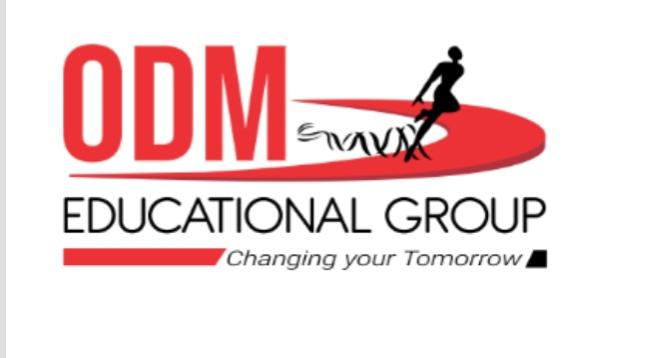 ODM
EDUCATIONAL GROUP
Changing your Tomorrow